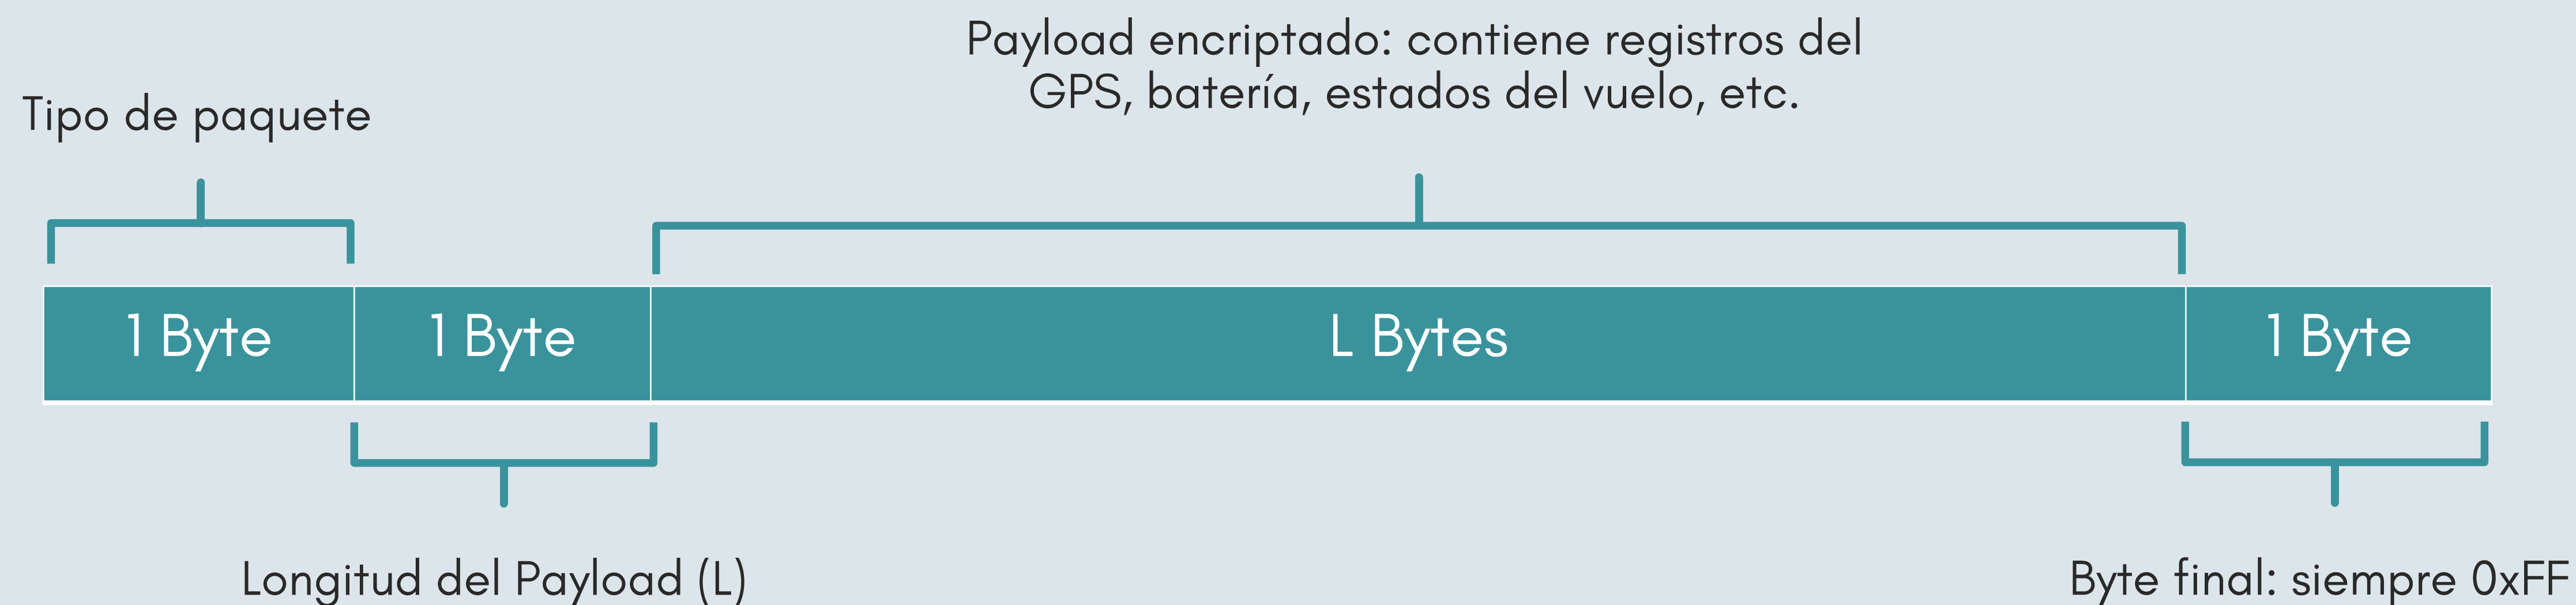 Payload encriptado: contiene registros del
GPS, batería, estados del vuelo, etc.
Tipo de paquete
1 Byte
1 Byte
L Bytes
1 Byte
Longitud del Payload (L)
Byte final: siempre 0xFF